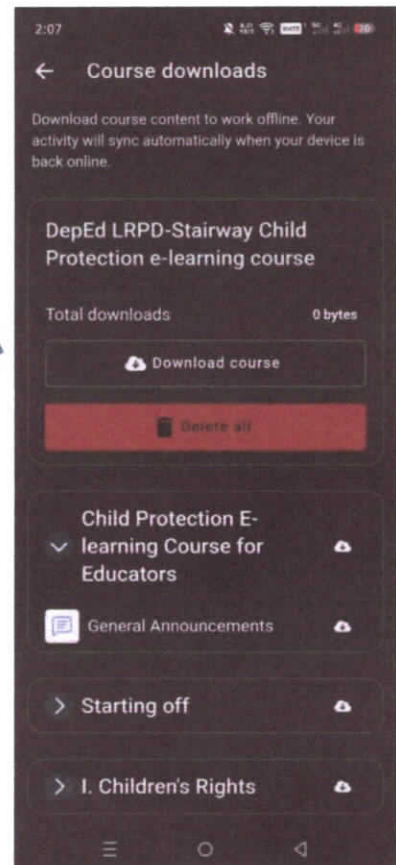 2:07
Course downloads
Download course content to work offline. Your
activity will sync automatically when your device is
back online.
DepEd LRPD-Stairway Child
Protection e-learning course
Total downloads 0 bytes
Download course
Delete all
Child Protection E-
learning Course for
Educators
General Announcements
Starting off
I. Children's Rights